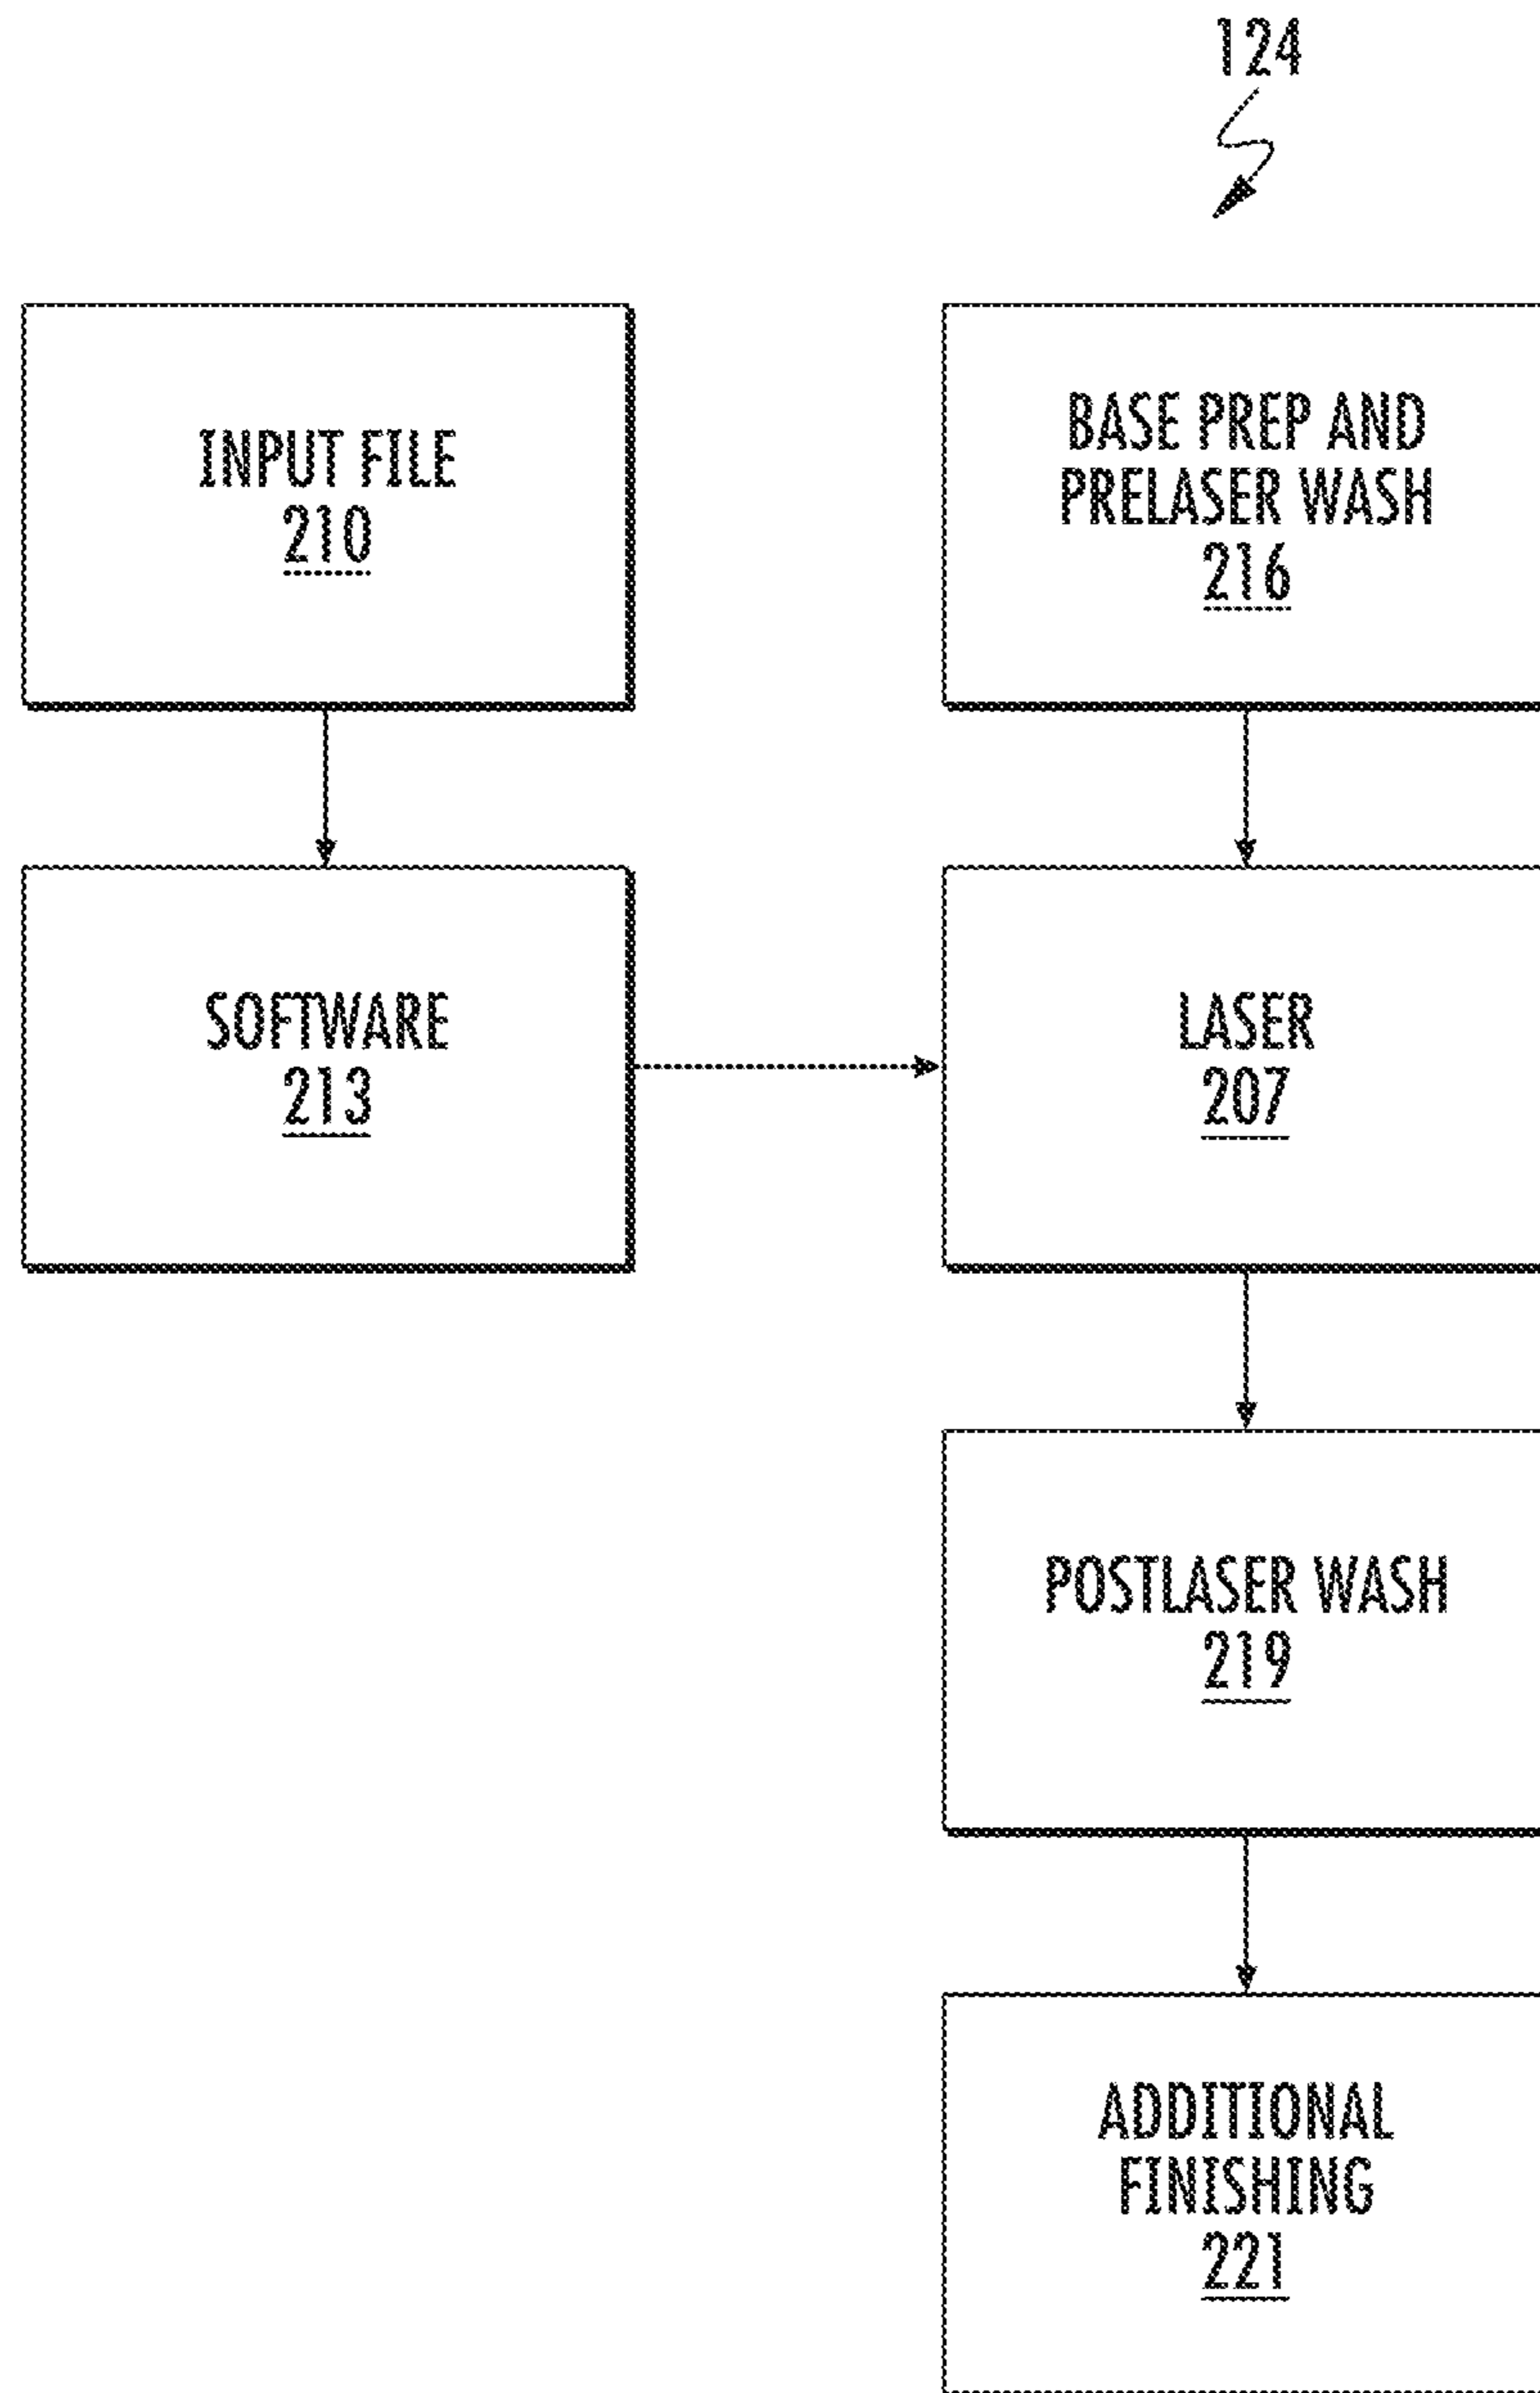 124
INPUT FILE
210
BASE PREP AND
PRELASER WASH
216
SOFTWARE
213
LASER
207
POSTLASER WASH
219
ADDITIONAL
FINISHING
221